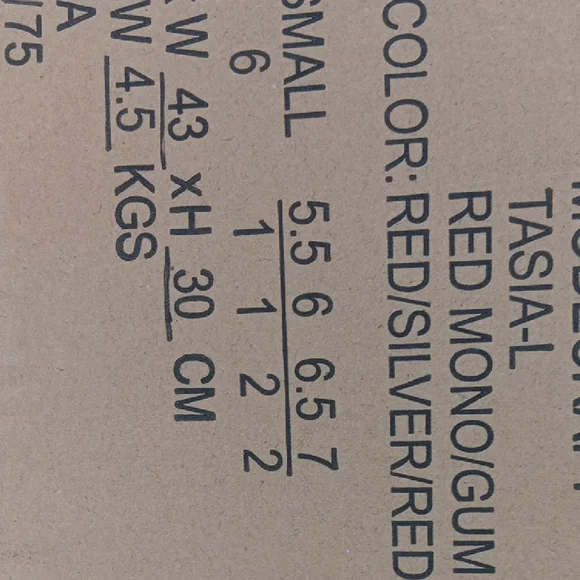 TASIA-L
RED MONO/GUM
COLOR: RED/SILVER/RED
SMALL 5.5 6 6.5 7
6 1 1 2 2
W 43 xH 30 CM
W 4.5 KGS
A
/75